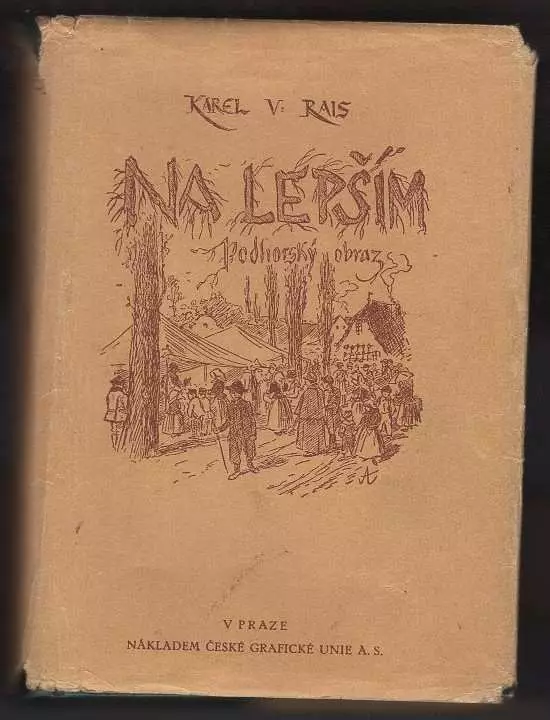 KAREL V: RAIS
NA LEPŠÍM
Podhorský obraz
V PRAZE
NÁKLADEM ČESKÉ GRAFICKÉ UNIE A. S.